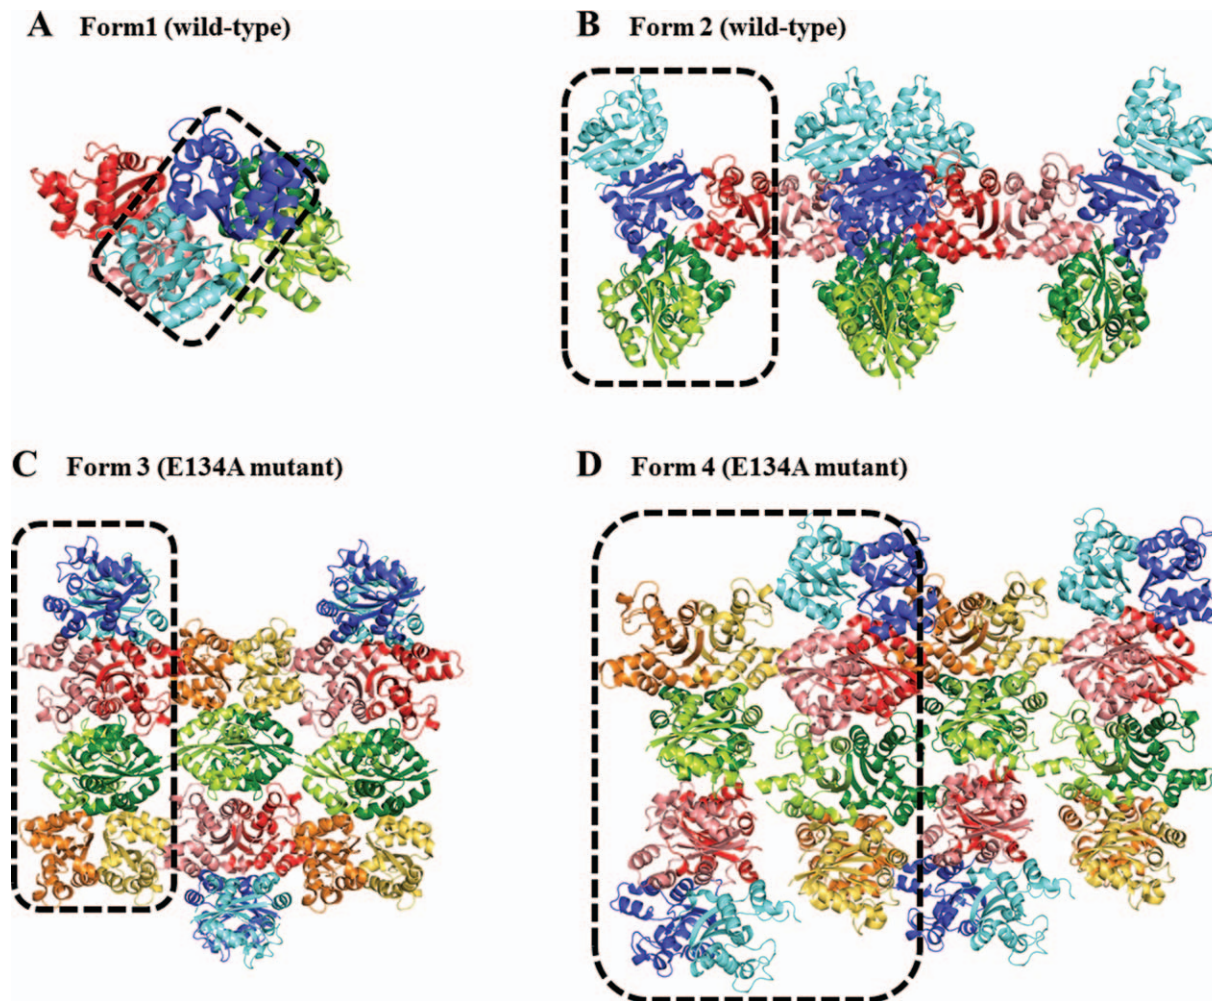 A Form1 (wild-type)
B Form 2 (wild-type)
C Form 3 (E134A mutant)
D Form 4 (E134A mutant)